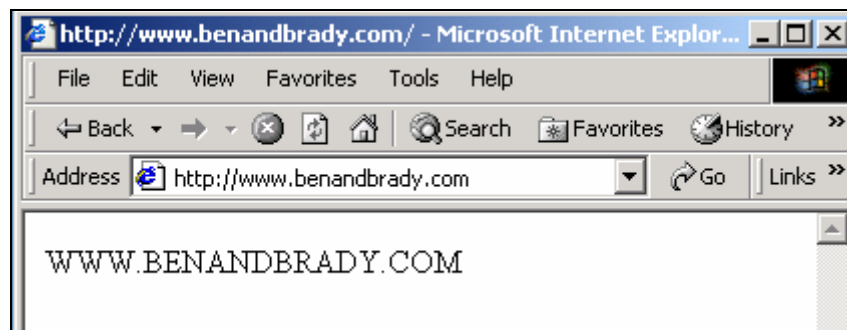 http://www.benandbrady.com/ - Microsoft Internet Explor...
File Edit View Favorites Tools Help
Back Search Favorites History »
Address http://www.benandbrady.com Go Links »
WWW.BENANDBRADY.COM